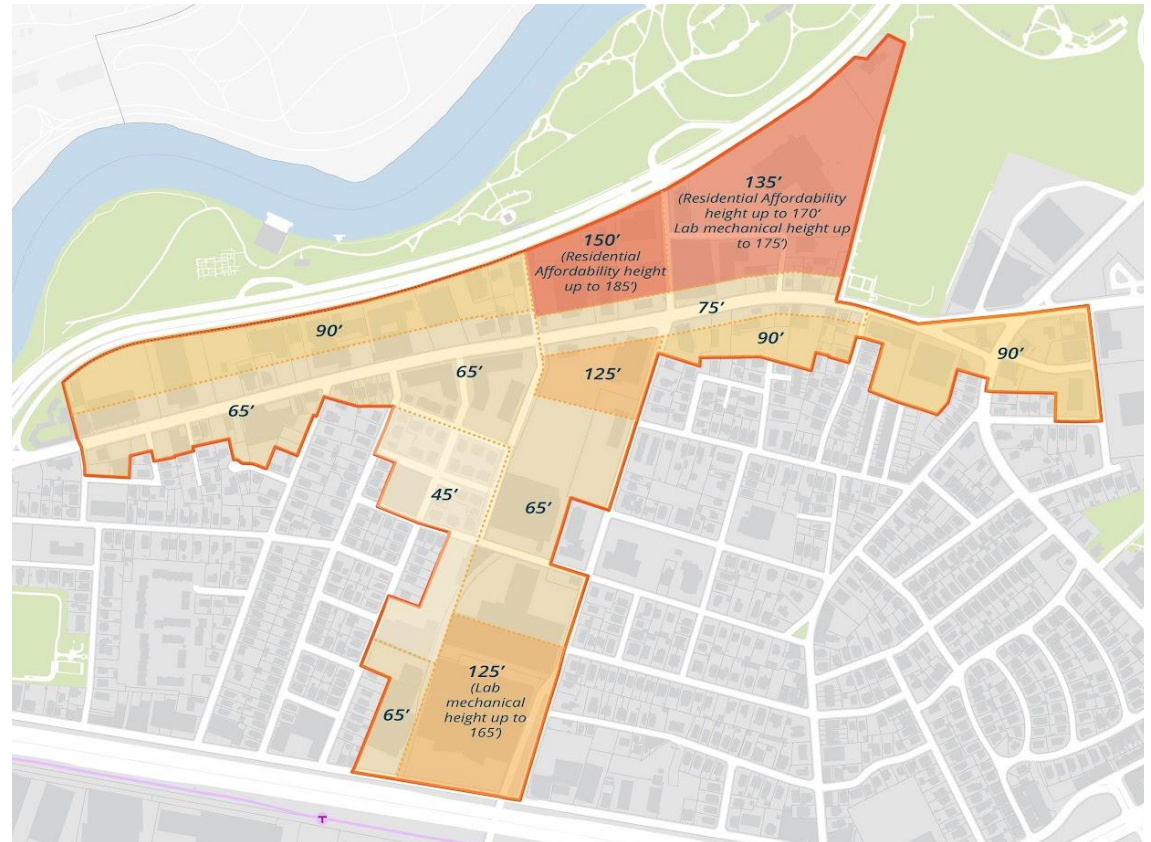 135’
(Residential Affordability
height up to 170’
Lab mechanical height up
to 175’)
150’
(Residential
Affordability height
up to 185’)
75’
90’
90’
90’
65’
125’
65’
45’
65’
125’
(Lab
mechanical
height up to
165’)
65’
T